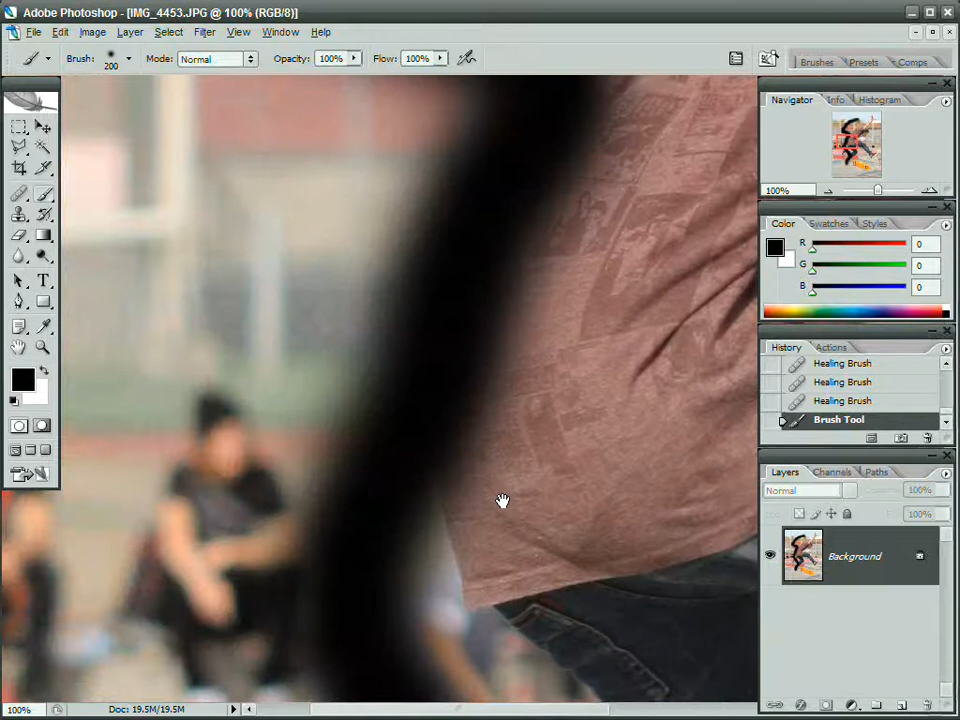 Adobe Photoshop - [IMG_4453.JPG @ 100% (RGB/8)]
File Edit Image Layer Select Filter View Window Help
Brush: 200 Mode: Normal Opacity: 100% Flow: 100% Brushes Presets Comps
Navigator Info Histogram
100%
Color Swatches Styles
R 0
G 0
B 0
History Actions
Healing Brush
Healing Brush
Healing Brush
Brush Tool
Layers Channels Paths
Normal 100%
100%
Background
100% Doc: 19.5M/19.5M